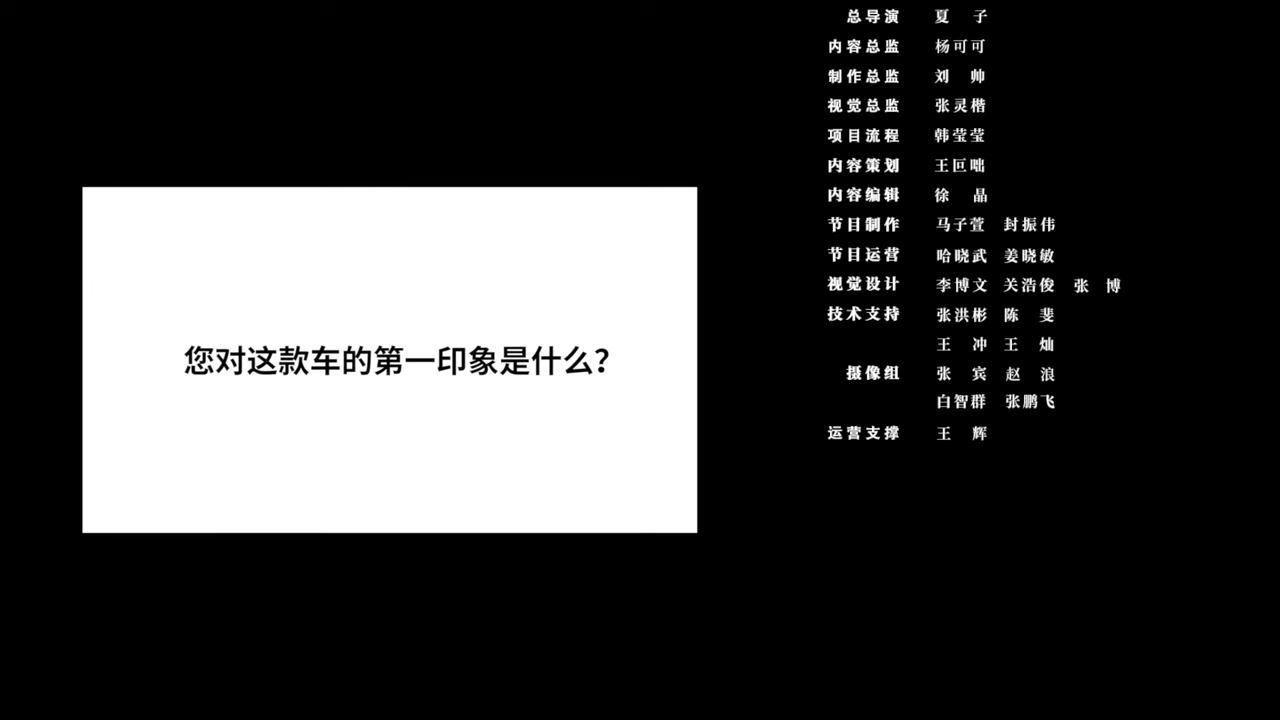 您对这款车的第一印象是什么？
总导演 夏子
内容总监 杨可可
制作总监 刘帅
视觉总监 张灵楷
项目流程 韩莹莹
内容策划 王叵咄
内容编辑 徐晶
节目制作 马子萱 封振伟
节目运营 哈晓武 姜晓敏
视觉设计 李博文 关浩俊 张博
技术支持 张洪彬 陈斐
王冲 王灿
摄像组 张宾 赵浪
白智群 张鹏飞
运营支撑 王辉